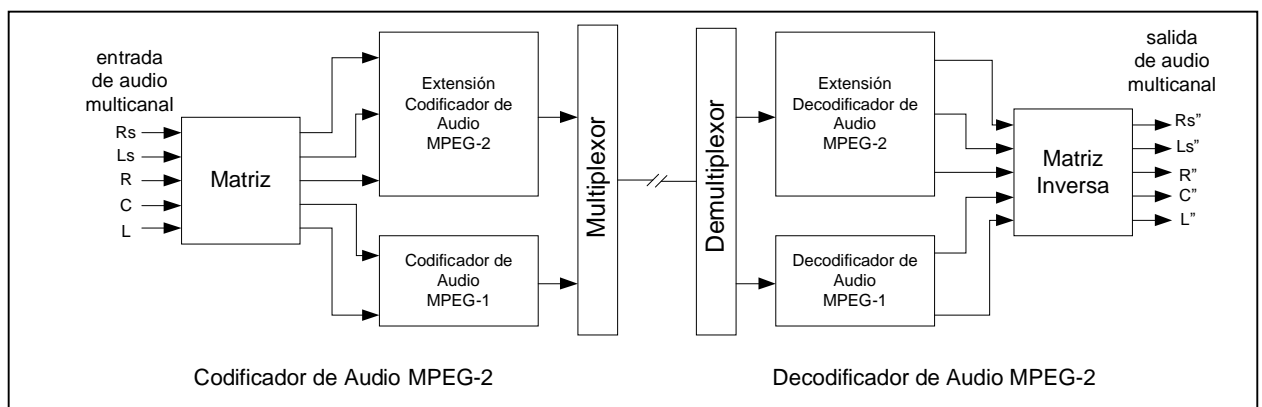 entrada
de audio
multicanal
Rs
Ls
R
C
L
Matriz
Extensión
Codificador de
Audio
MPEG-2
Codificador de
Audio
MPEG-1
Multiplexor
Demultiplexor
Extensión
Decodificador de
Audio
MPEG-2
Decodificador de
Audio
MPEG-1
Matriz
Inversa
salida
de audio
multicanal
Rs”
Ls”
R”
C”
L”
Codificador de Audio MPEG-2
Decodificador de Audio MPEG-2